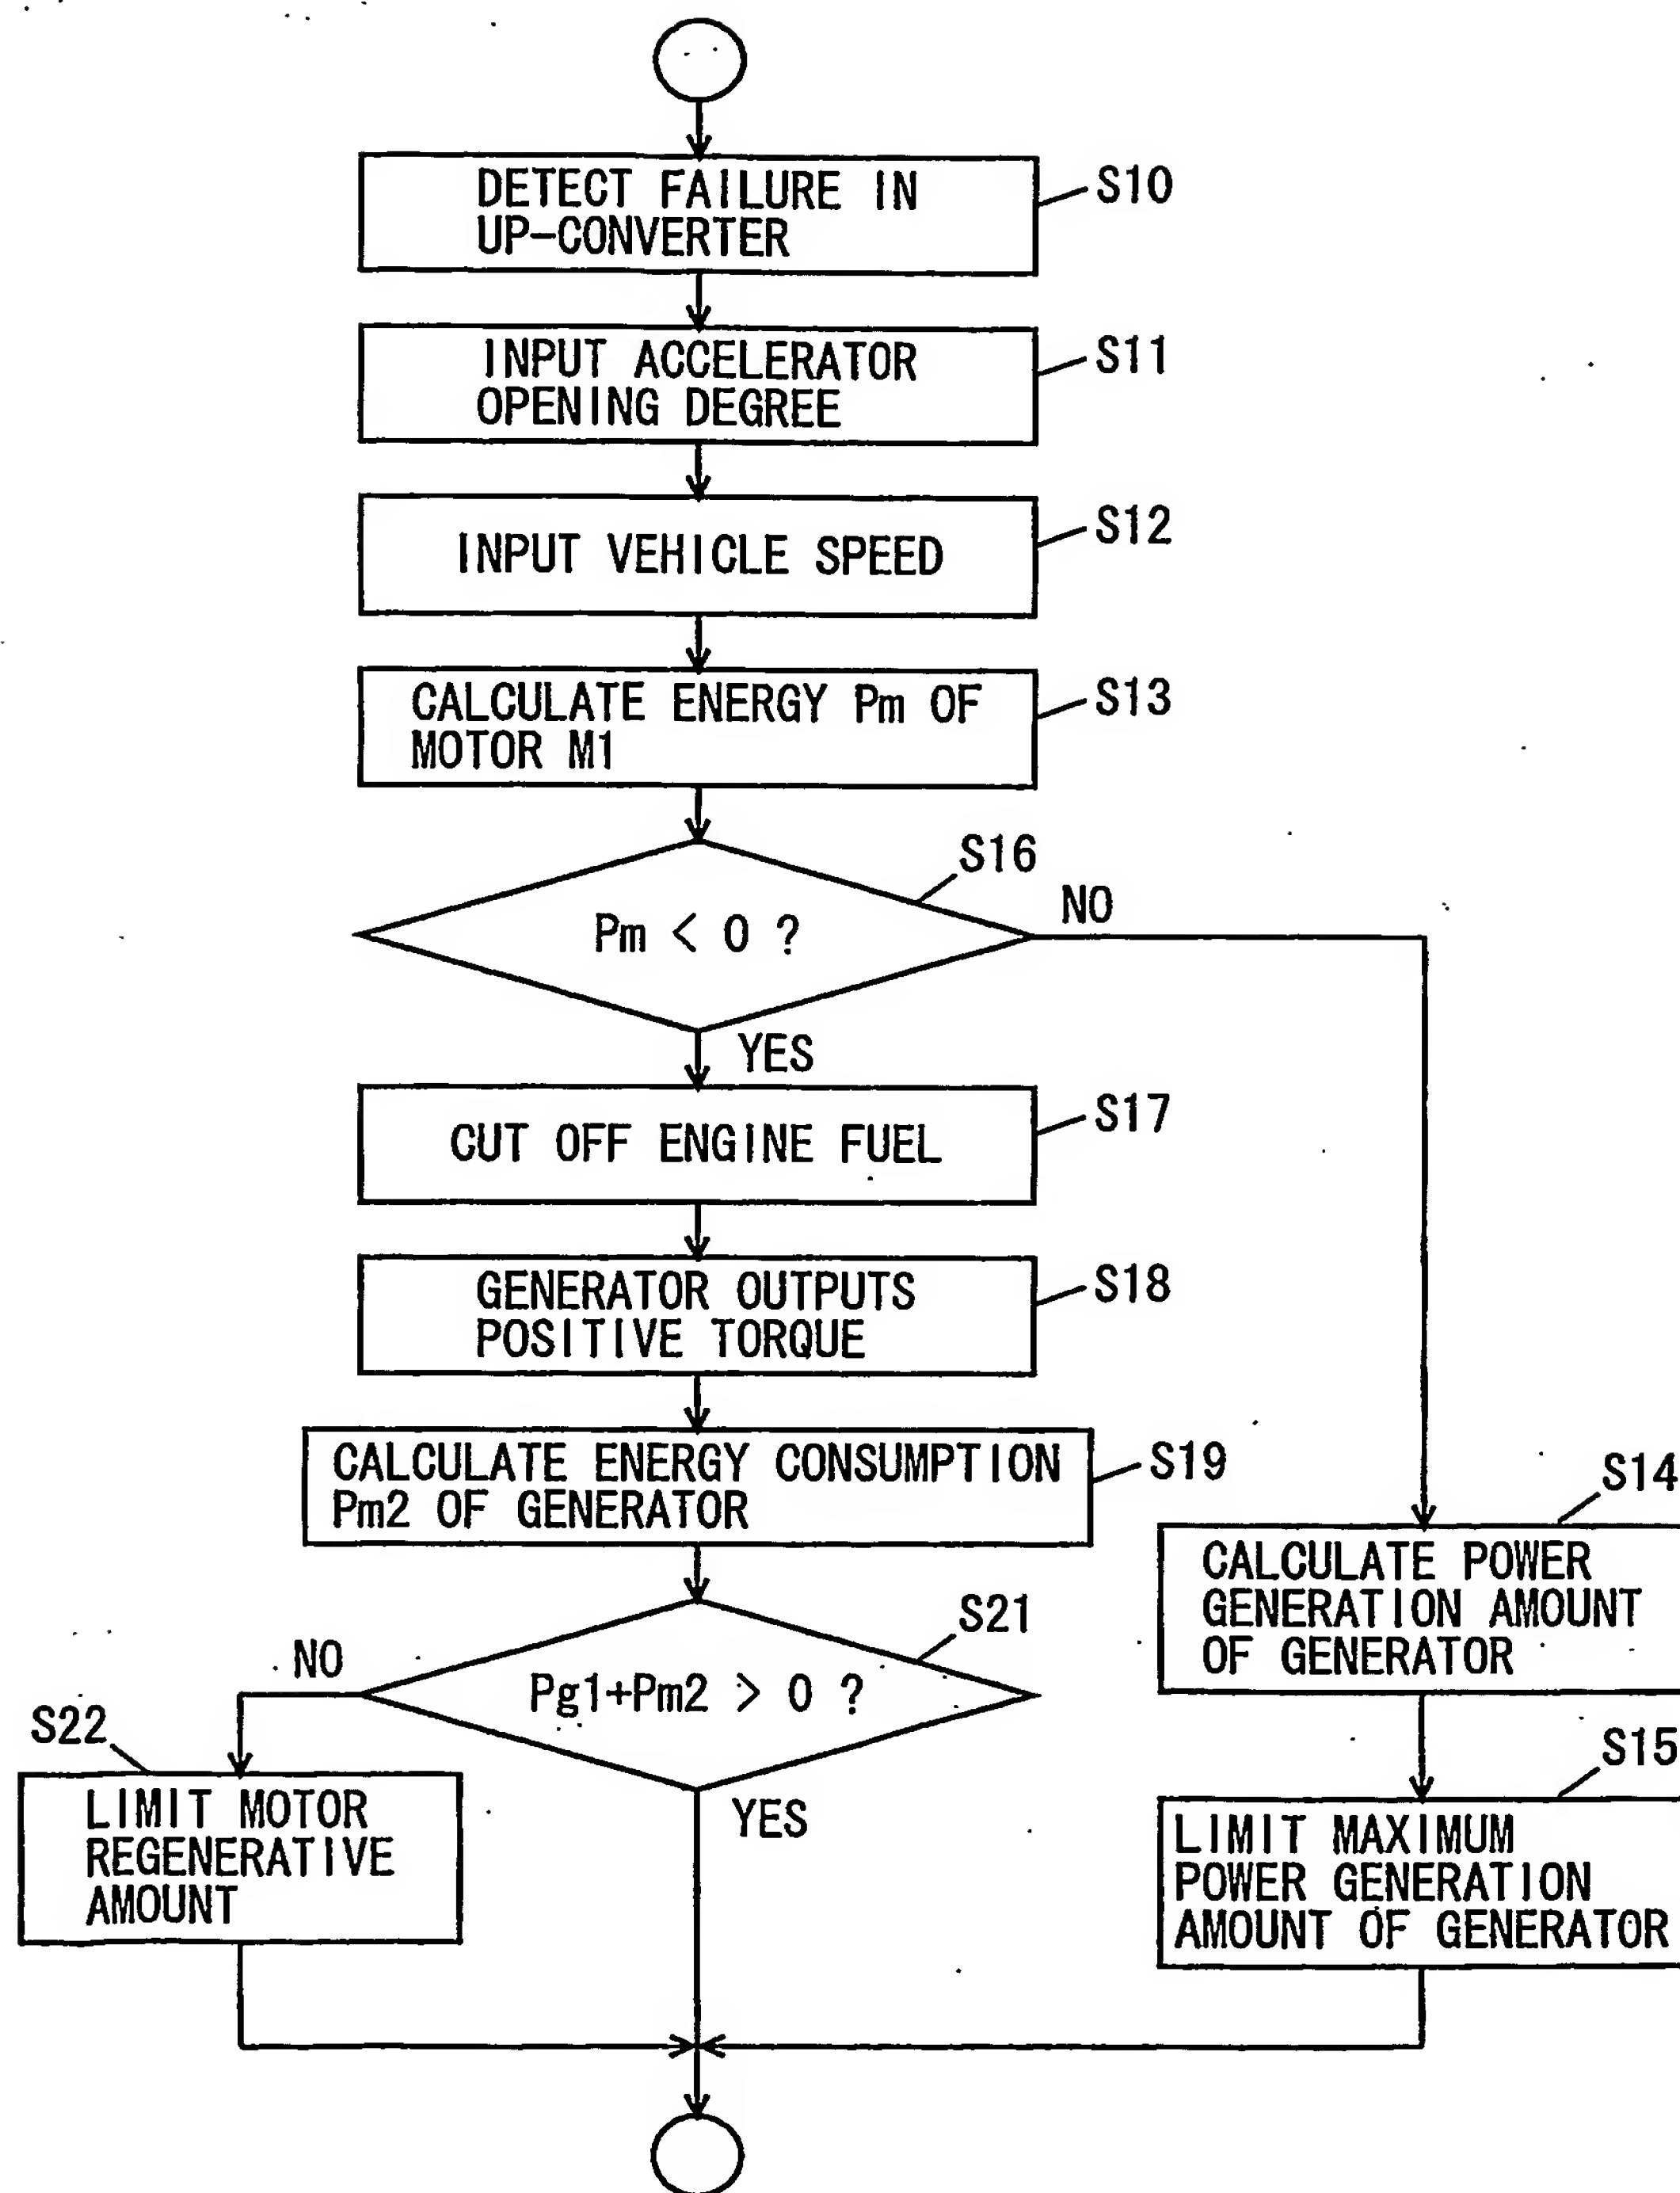 DETECT FAILURE IN
UP-CONVERTER
S10
INPUT ACCELERATOR
OPENING DEGREE
S11
INPUT VEHICLE SPEED
S12
CALCULATE ENERGY Pm OF
MOTOR M1
S13
S16
Pm < 0 ?
NO
YES
CUT OFF ENGINE FUEL
S17
GENERATOR OUTPUTS
POSITIVE TORQUE
S18
CALCULATE ENERGY CONSUMPTION
Pm2 OF GENERATOR
S19
S14
CALCULATE POWER
GENERATION AMOUNT
OF GENERATOR
S21
Pg1+Pm2 > 0 ?
NO
YES
S22
LIMIT MOTOR
REGENERATIVE
AMOUNT
S15
LIMIT MAXIMUM
POWER GENERATION
AMOUNT OF GENERATOR